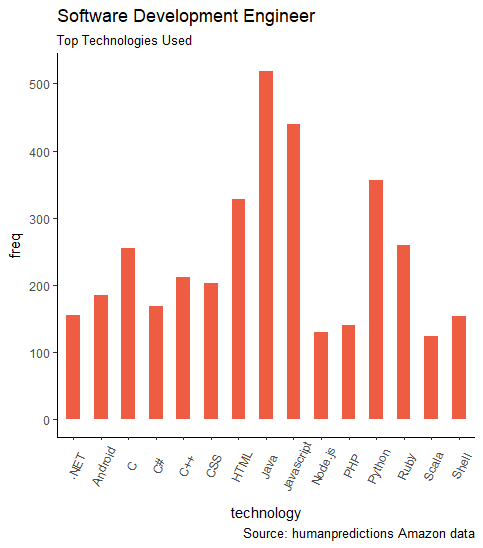 Software Development Engineer
Top Technologies Used
freq
500
400
300
200
100
0
.NET
Android
C
C#
C++
CSS
HTML
Java
Javascript
Node.js
PHP
Python
Ruby
Scala
Shell
technology
Source: humanpredictions Amazon data